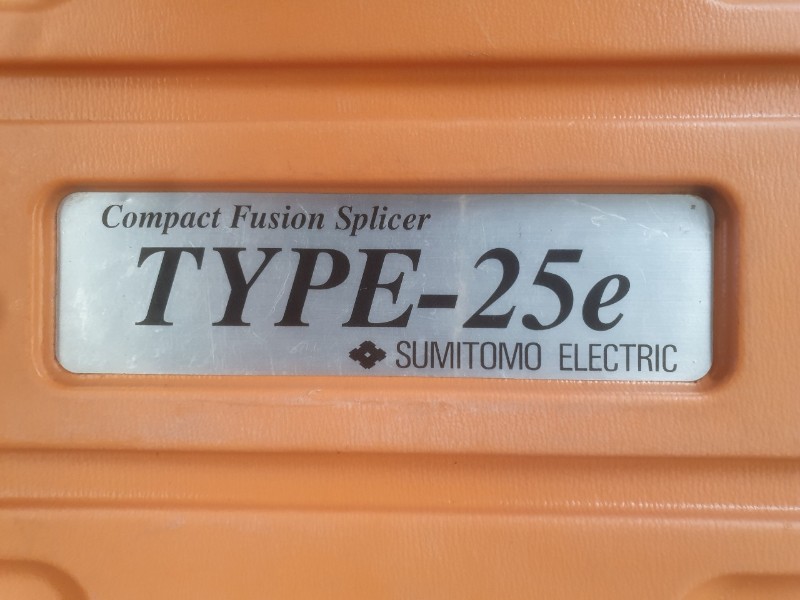 Compact Fusion Splicer
TYPE-25e
SUMITOMO ELECTRIC